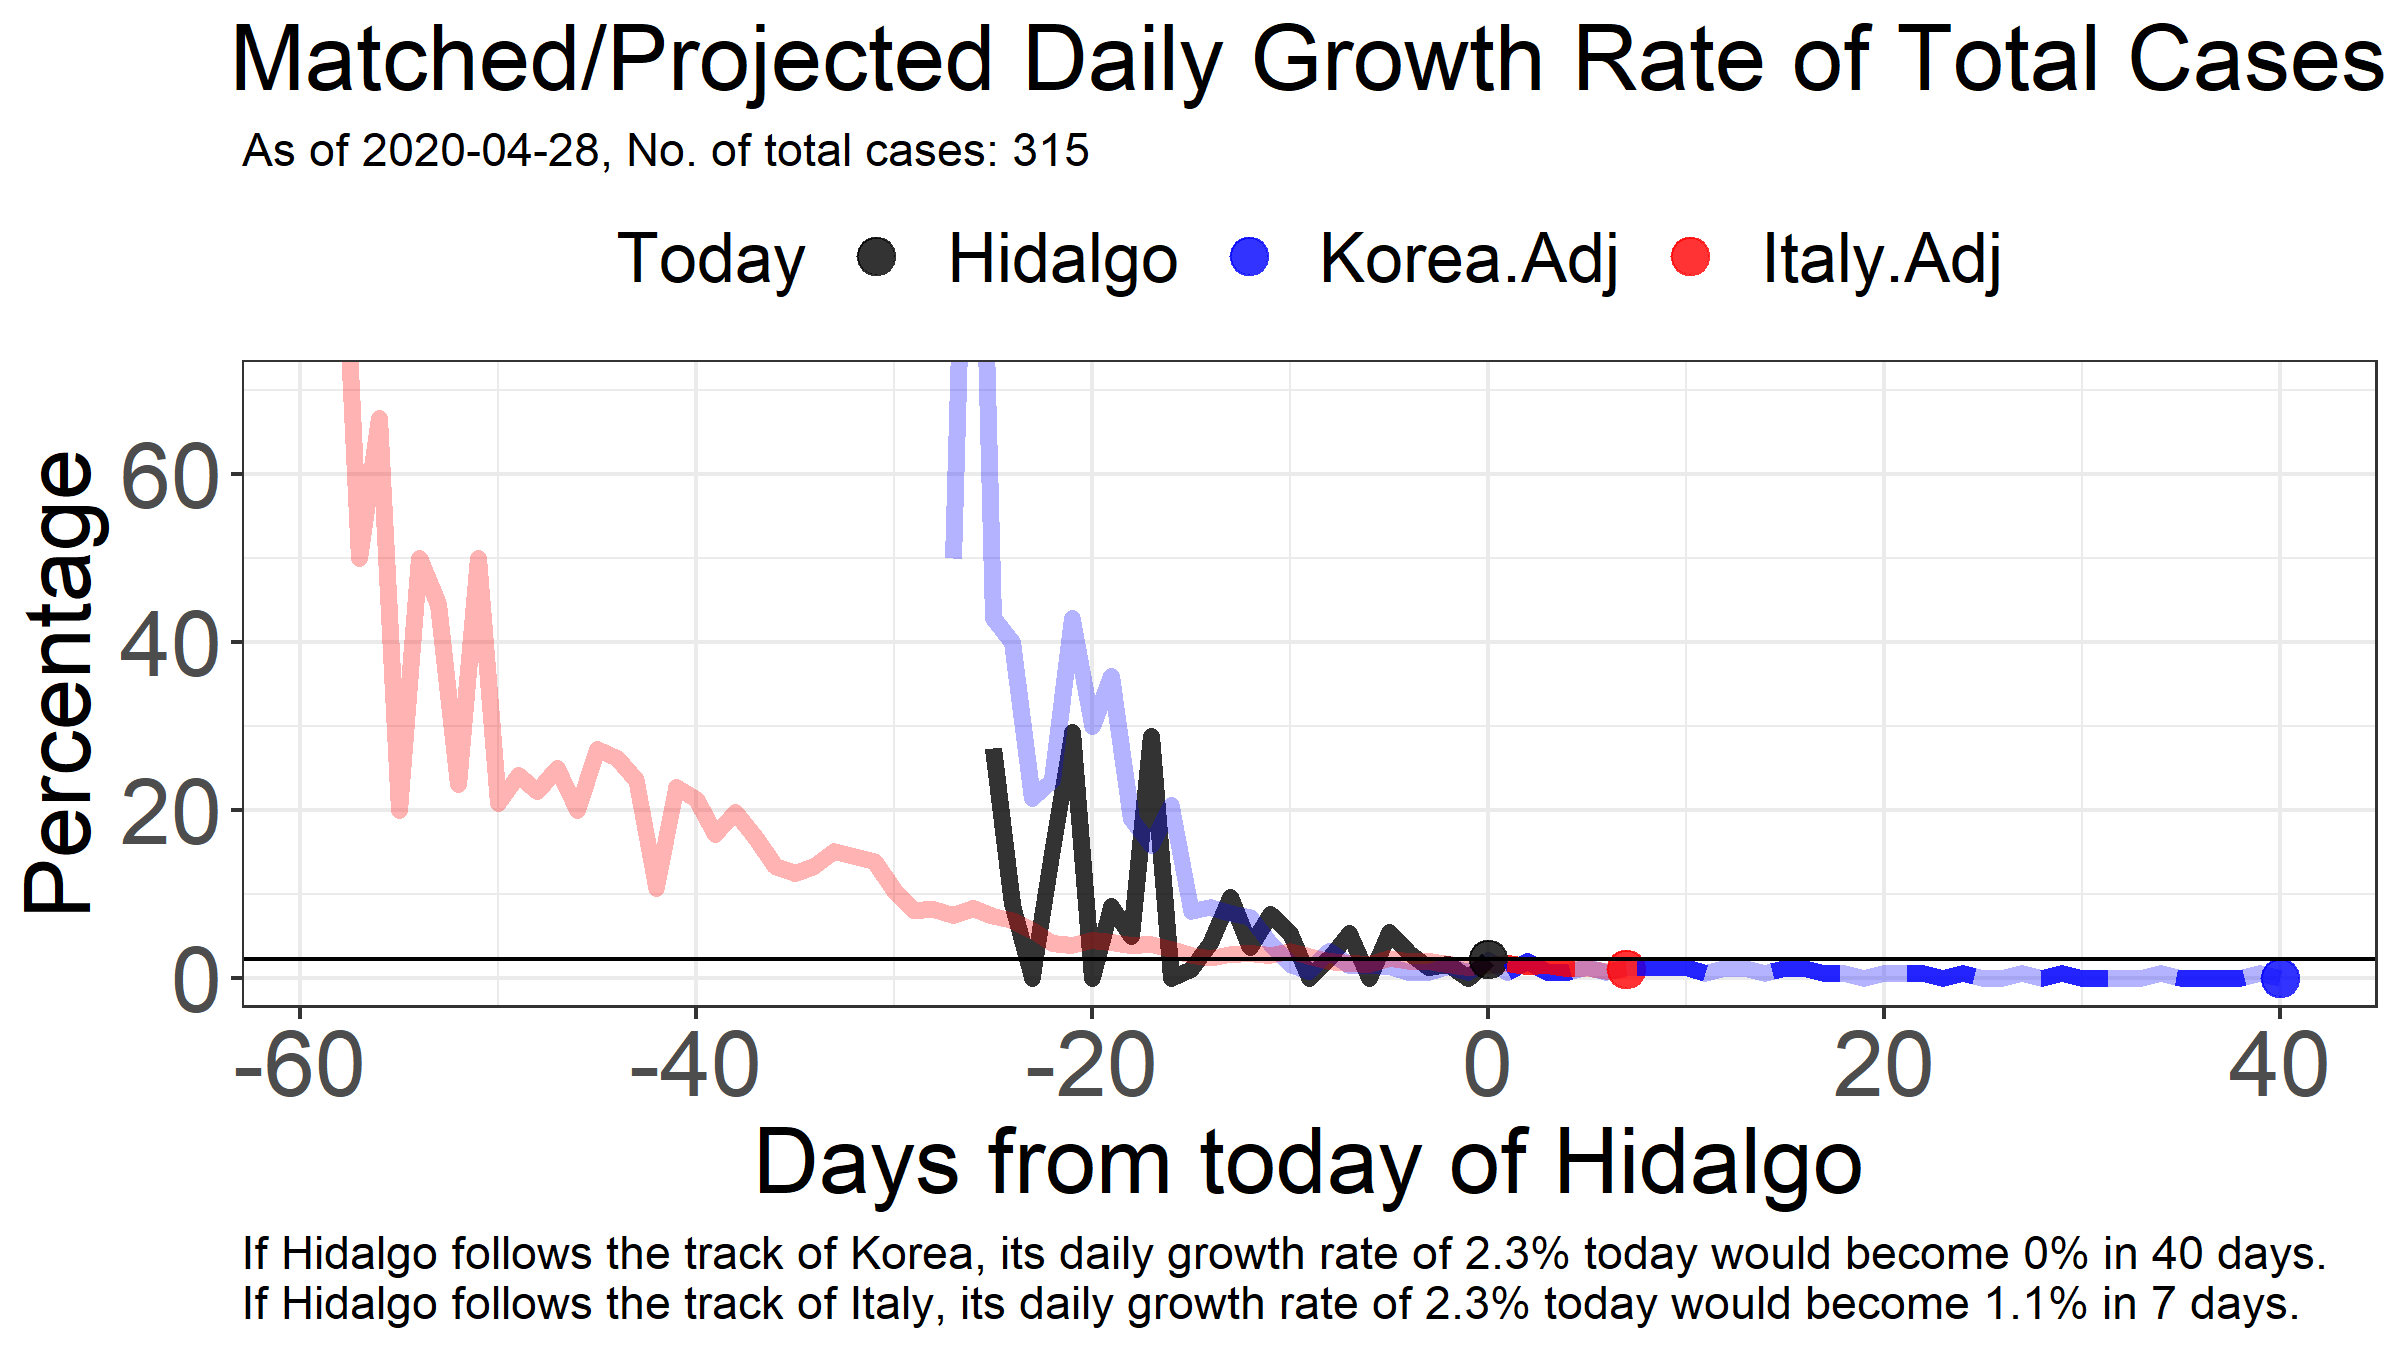 Matched/Projected Daily Growth Rate of Total Cases
As of 2020-04-28, No. of total cases: 315
Today Hidalgo Korea.Adj Italy.Adj
Percentage
60
40
20
0
-60 -40 -20 0 20 40
Days from today of Hidalgo
If Hidalgo follows the track of Korea, its daily growth rate of 2.3% today would become 0% in 40 days.
If Hidalgo follows the track of Italy, its daily growth rate of 2.3% today would become 1.1% in 7 days.